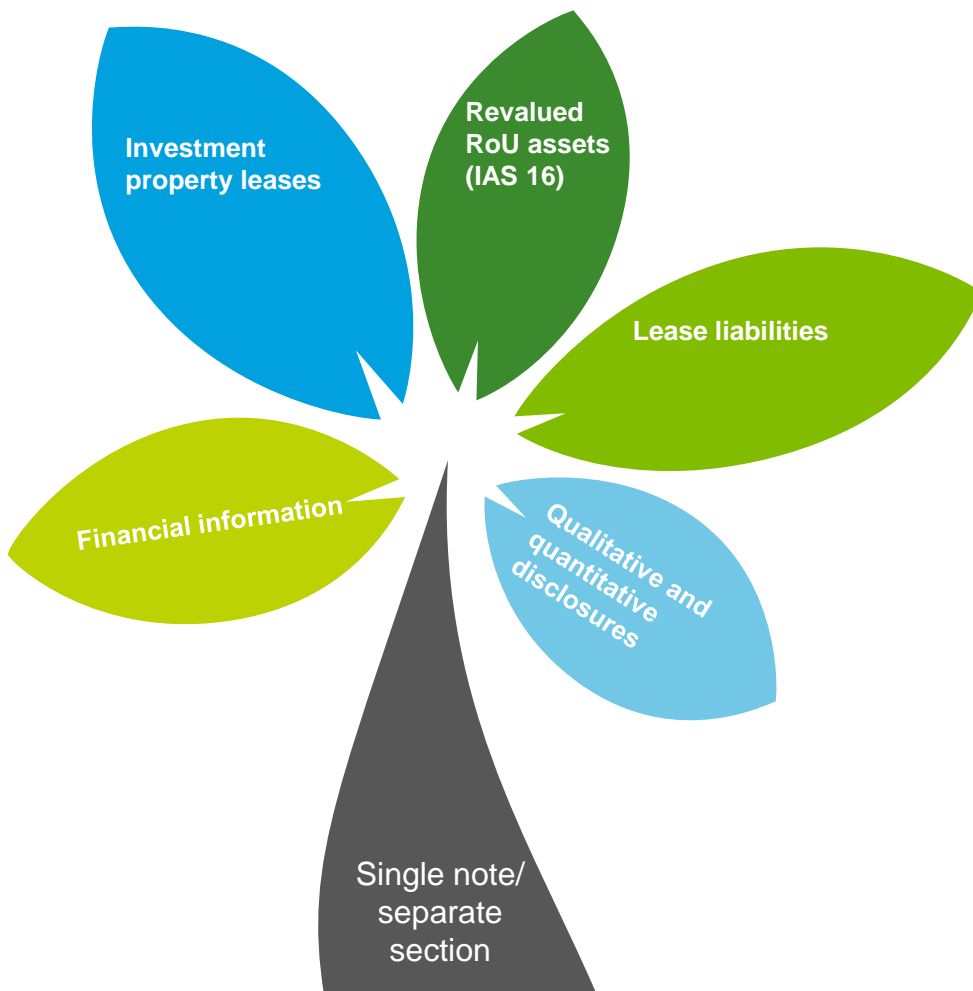 Investment
property leases
Revalued
RoU assets
(IAS 16)
Lease liabilities
Financial information
Qualitative and
quantitative
disclosures
Single note/
separate
section